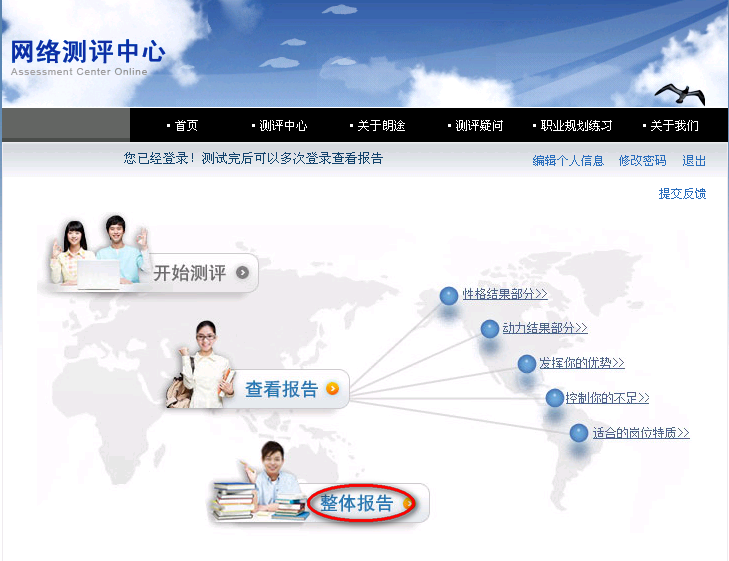 网络测评中心
Assessment Center Online
首页 测评中心 关于朗途 测评疑问 职业规划练习 关于我们
您已经登录！测试完后可以多次登录查看报告 编辑个人信息 修改密码 退出
提交反馈
开始测评
性格结果部分>>
动力结果部分>>
发挥你的优势>>
查看报告
控制你的不足>>
适合的岗位特质>>
整体报告